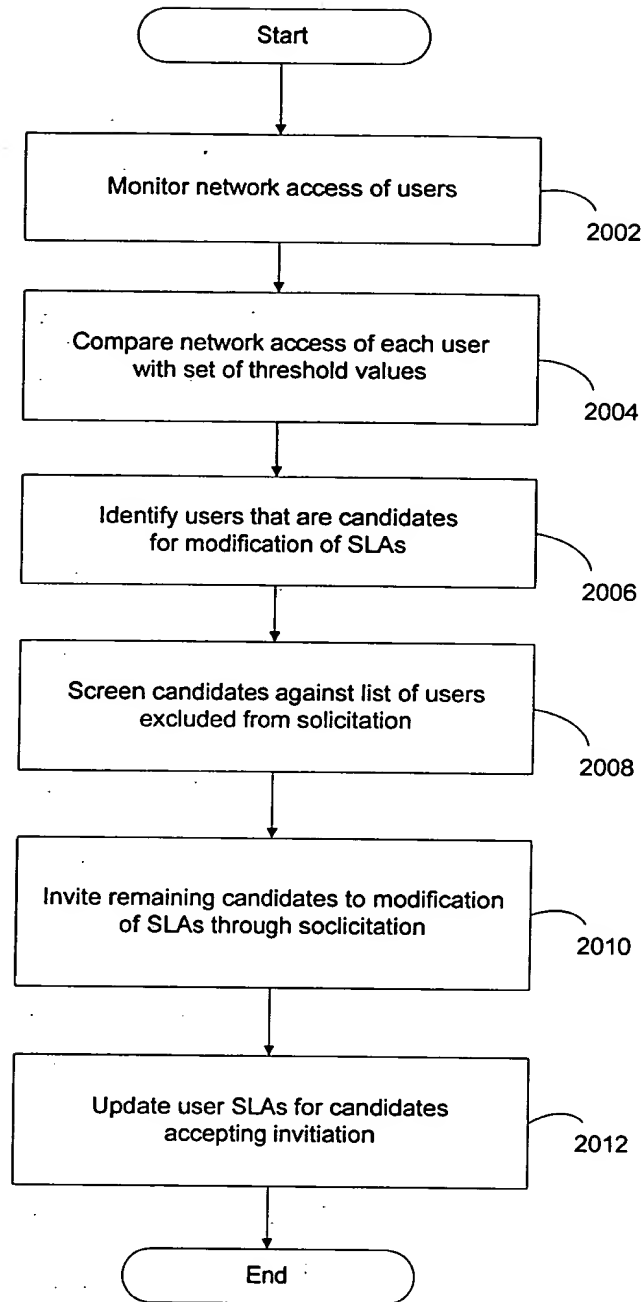 Start
Monitor network access of users
2002
Compare network access of each user
with set of threshold values
2004
Identify users that are candidates
for modification of SLAs
2006
Screen candidates against list of users
excluded from solicitation
2008
Invite remaining candidates to modification
of SLAs through soclicitation
2010
Update user SLAs for candidates
accepting invitiation
2012
End